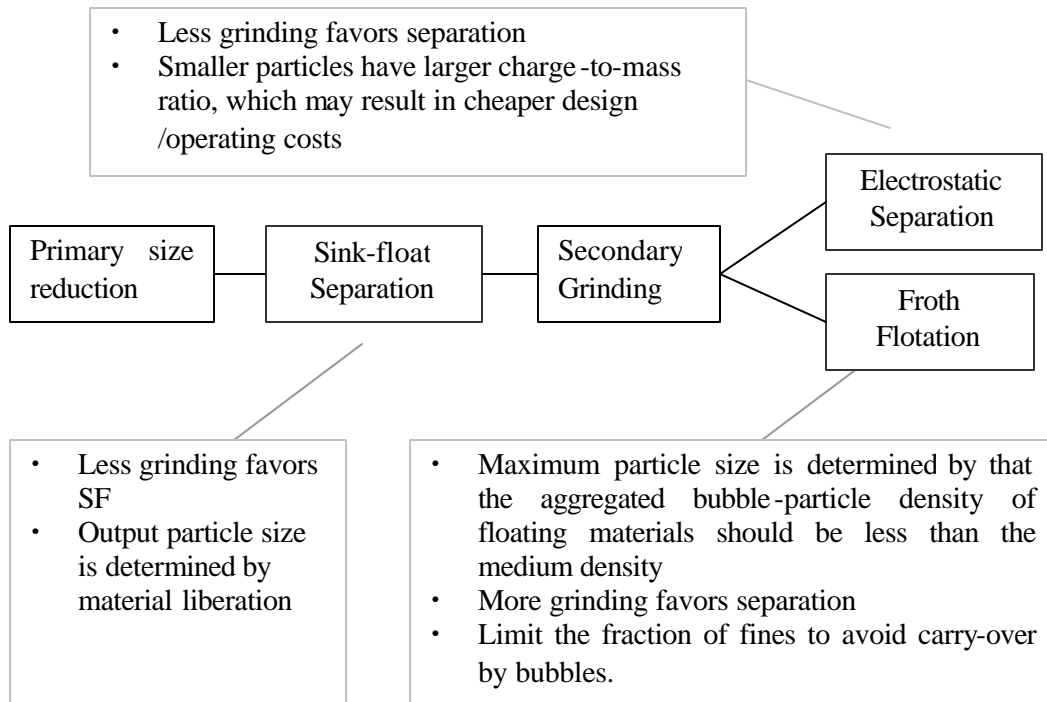 · Less grinding favors separation
· Smaller particles have larger charge-to-mass
ratio, which may result in cheaper design
/operating costs
Electrostatic
Separation
Primary size
reduction
Sink-float
Separation
Secondary
Grinding
Froth
Flotation
· Less grinding favors
SF
· Output particle size
is determined by
material liberation
· Maximum particle size is determined by that
the aggregated bubble-particle density of
floating materials should be less than the
medium density
· More grinding favors separation
· Limit the fraction of fines to avoid carry-over
by bubbles.